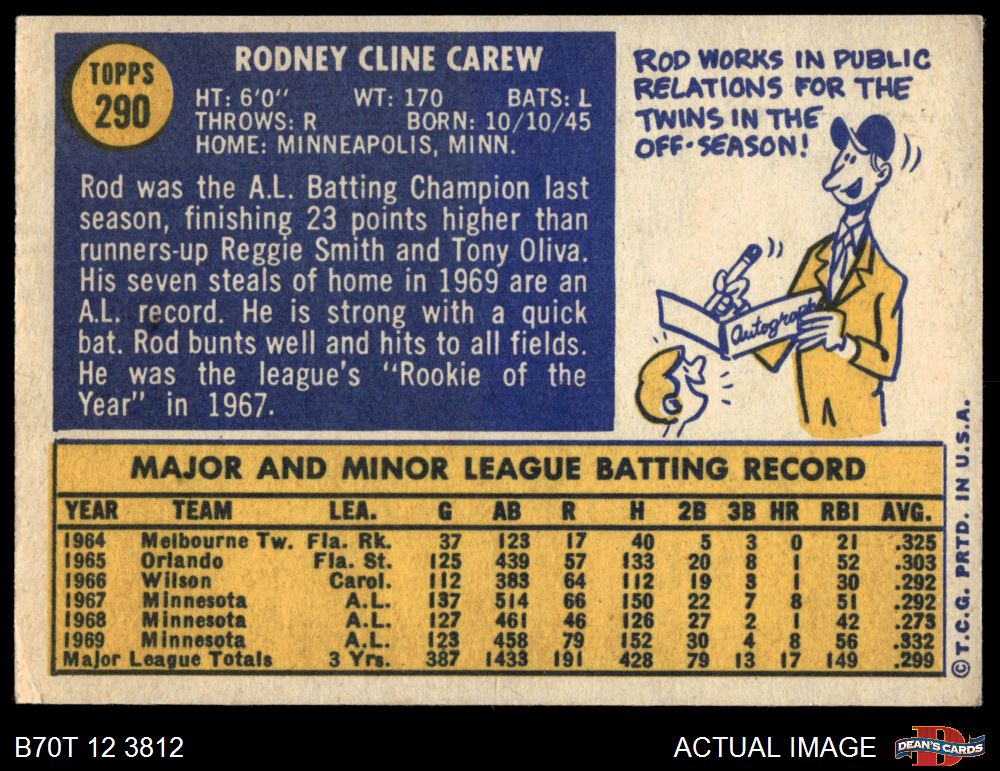 TOPPS
290
RODNEY CLINE CAREW
HT: 6'0" WT: 170 BATS: L
THROWS: R BORN: 10/10/45
HOME: MINNEAPOLIS, MINN.
Rod was the A.L. Batting Champion last
season, finishing 23 points higher than
runners-up Reggie Smith and Tony Oliva.
His seven steals of home in 1969 are an
A.L. record. He is strong with a quick
bat. Rod bunts well and hits to all fields.
He was the league's "Rookie of the
Year" in 1967.
ROD WORKS IN PUBLIC
RELATIONS FOR THE
TWINS IN THE
OFF-SEASON!
Autograph
MAJOR AND MINOR LEAGUE BATTING RECORD
YEAR TEAM LEA. G AB R H 2B 3B HR RBI AVG.
1964 Melbourne Tw. Fla. Rk. 37 123 17 40 5 3 0 21 .325
1965 Orlando Fla. St. 125 439 57 133 20 8 1 52 .303
1966 Wilson Carol. 112 383 64 112 19 3 1 30 .292
1967 Minnesota A.L. 137 514 66 150 22 7 8 51 .292
1968 Minnesota A.L. 127 461 46 126 27 2 1 42 .273
1969 Minnesota A.L. 123 458 79 152 30 4 8 56 .332
Major League Totals 3 Yrs. 387 1433 191 428 79 13 17 149 .299
© T.C.G. PRTD. IN U.S.A.
B70T 12 3812
ACTUAL IMAGE
D
DEAN'S CARDS